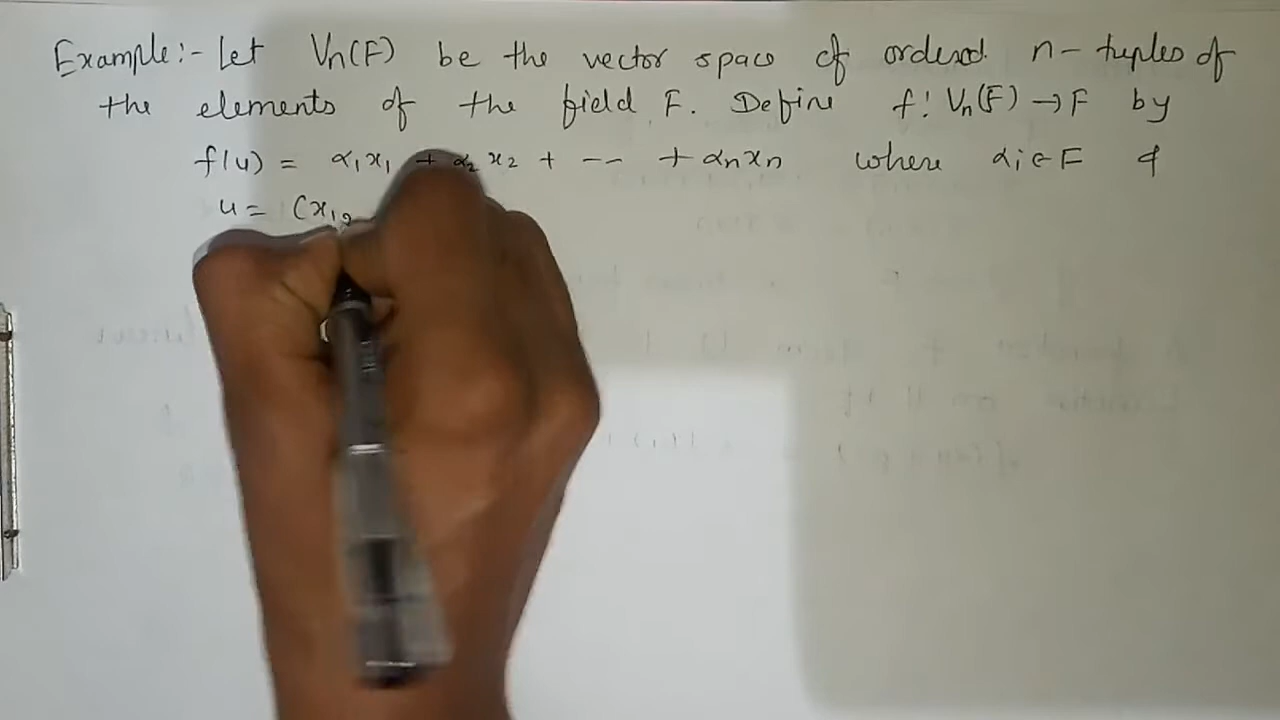 Example:- Let Vn(F) be the vector space of ordered n-tuples of
the elements of the field F. Define f: Vn(F) → F by
f(u) = α₁x₁ + α₂x₂ + --- + αnxn where αi ∈ F &
u = (x₁,